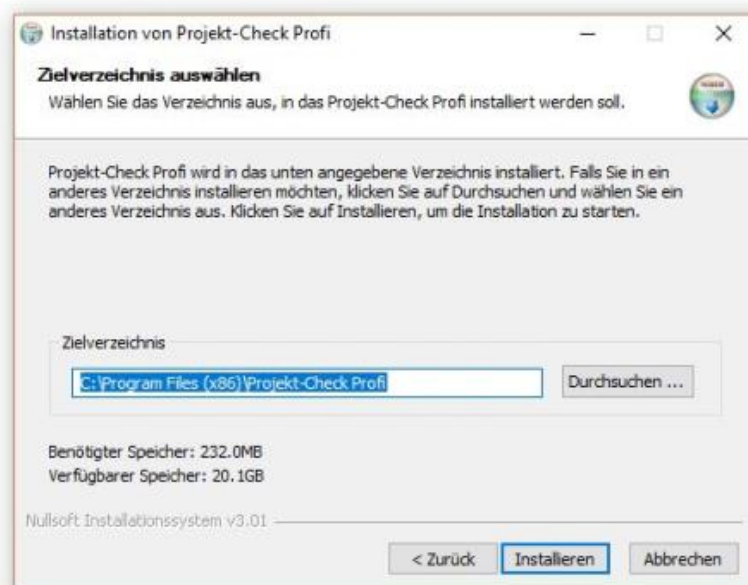 Installation von Projekt-Check Profi
Zielverzeichnis auswählen
Wählen Sie das Verzeichnis aus, in das Projekt-Check Profi installiert werden soll.
Projekt-Check Profi wird in das unten angegebene Verzeichnis installiert. Falls Sie in ein
anderes Verzeichnis installieren möchten, klicken Sie auf Durchsuchen und wählen Sie ein
anderes Verzeichnis aus. Klicken Sie auf Installieren, um die Installation zu starten.
Zielverzeichnis
C:\Program Files (x86)\Projekt-Check Profi
Durchsuchen ...
Benötigter Speicher: 232.0MB
Verfügbarer Speicher: 20.1GB
Nullsoft Installationssystem v3.01
< Zurück
Installieren
Abbrechen